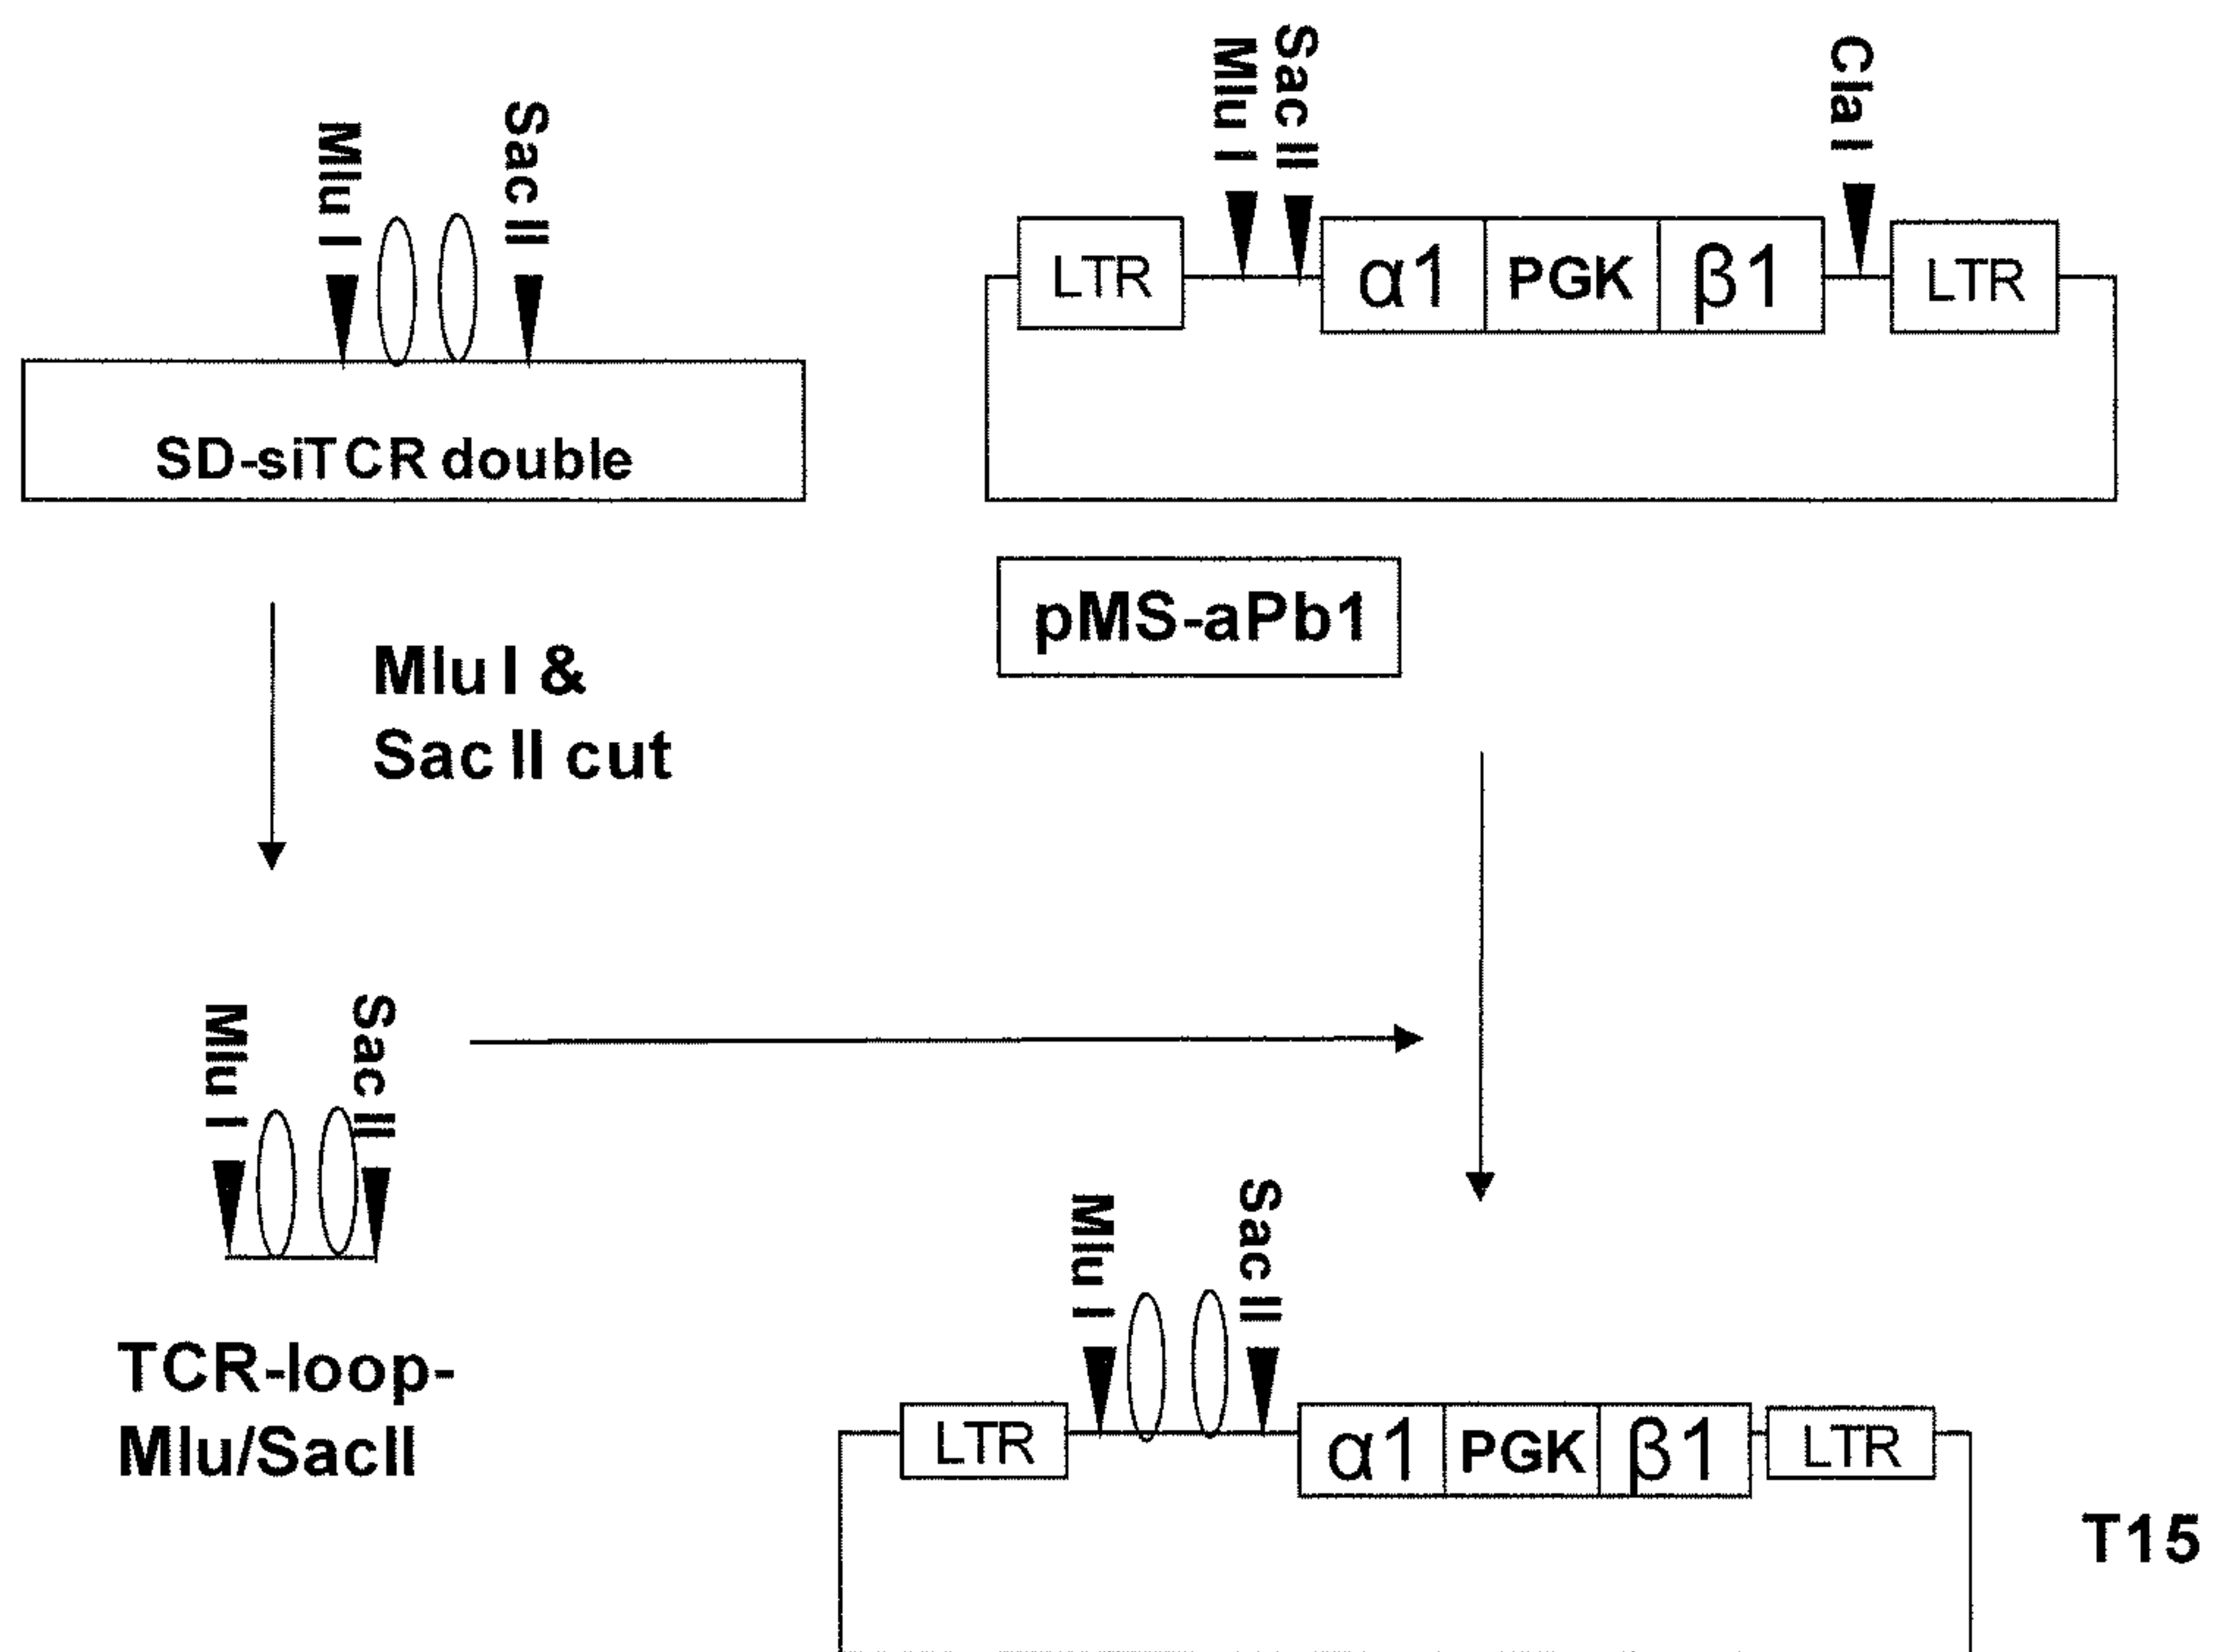 Mlu I
Sac II
SD-siTCR double
Mlu I
Sac II
Cla I
LTR
α1
PGK
β1
LTR
pMS-aPb1
Mlu I &
Sac II cut
Mlu I
Sac II
TCR-loop-
Mlu/SacII
Mlu I
Sac II
LTR
α1
PGK
β1
LTR
T15